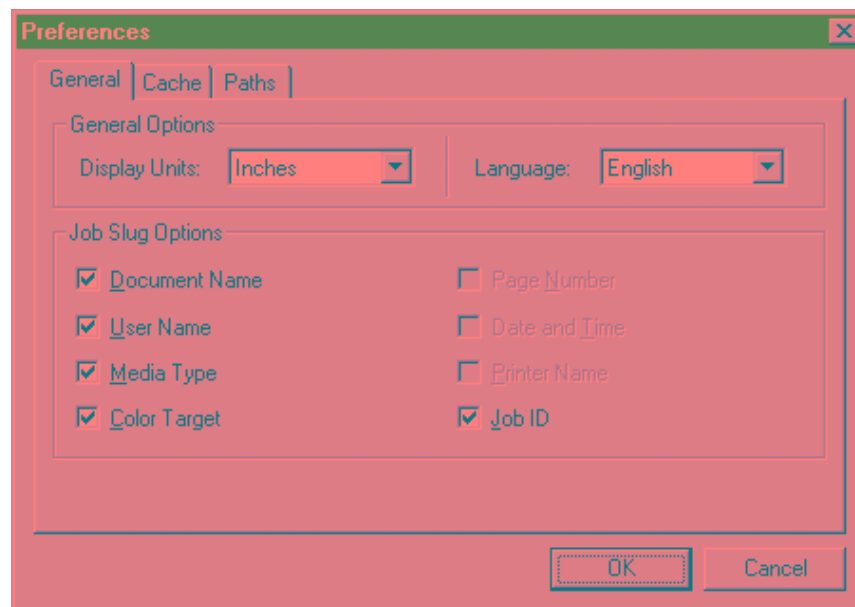 Preferences
General Cache Paths
General Options
Display Units: Inches Language: English
Job Slug Options
Document Name Page Number
User Name Date and Time
Media Type Printer Name
Color Target Job ID
OK Cancel